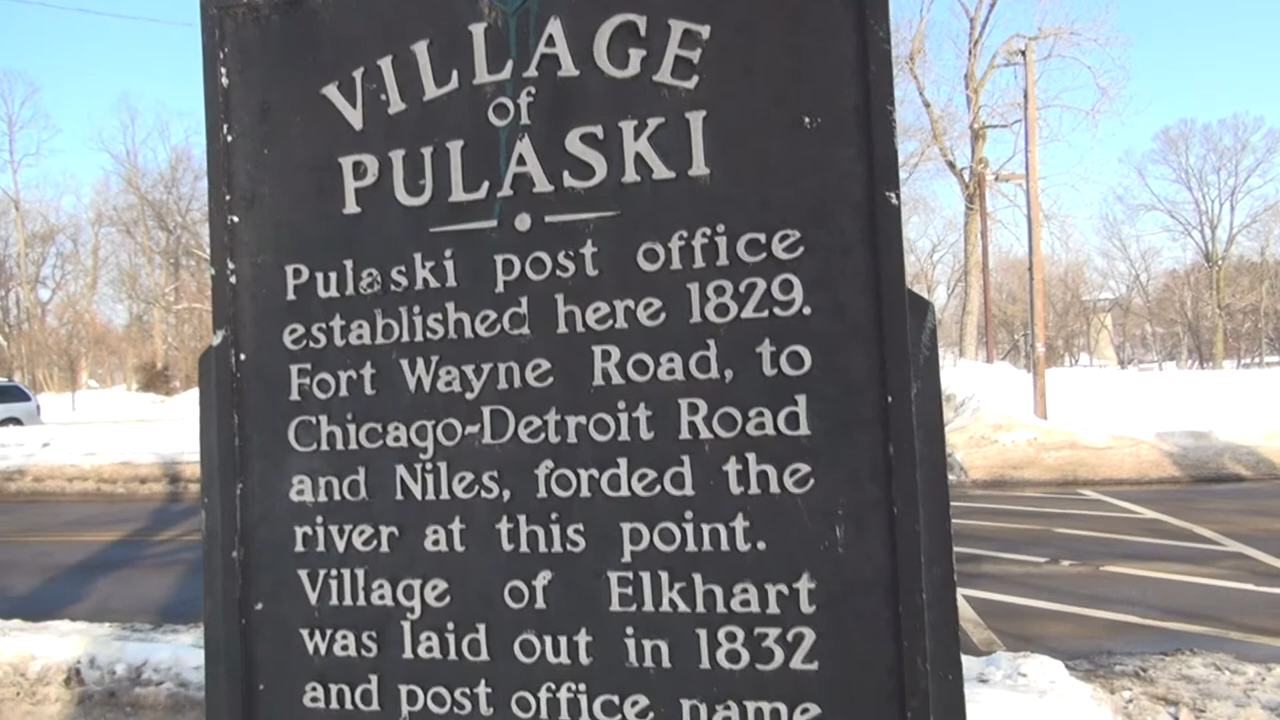 VILLAGE
of
PULASKI
Pulaski post office
established here 1829.
Fort Wayne Road, to
Chicago-Detroit Road
and Niles, forded the
river at this point.
Village of Elkhart
was laid out in 1832
and post office name